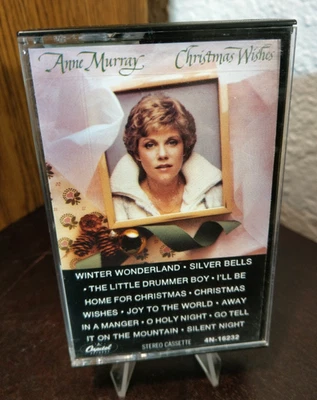 Anne Murray Christmas Wishes
WINTER WONDERLAND • SILVER BELLS
• THE LITTLE DRUMMER BOY • I'LL BE
HOME FOR CHRISTMAS • CHRISTMAS
WISHES • JOY TO THE WORLD • AWAY
IN A MANGER • O HOLY NIGHT • GO TELL
IT ON THE MOUNTAIN • SILENT NIGHT
Capitol STEREO CASSETTE 4N-16232